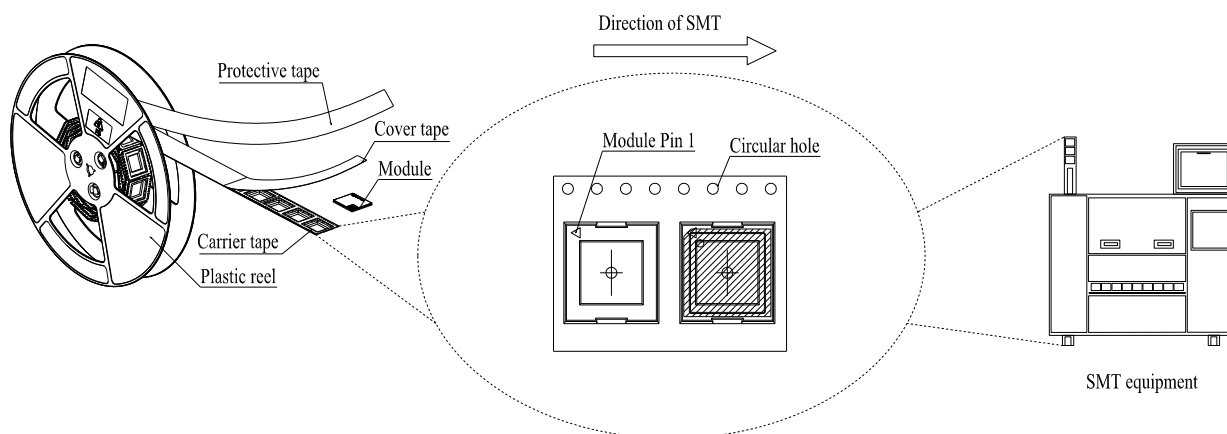 Direction of SMT
Protective tape
Cover tape
Module
Carrier tape
Plastic reel
Module Pin 1
Circular hole
SMT equipment